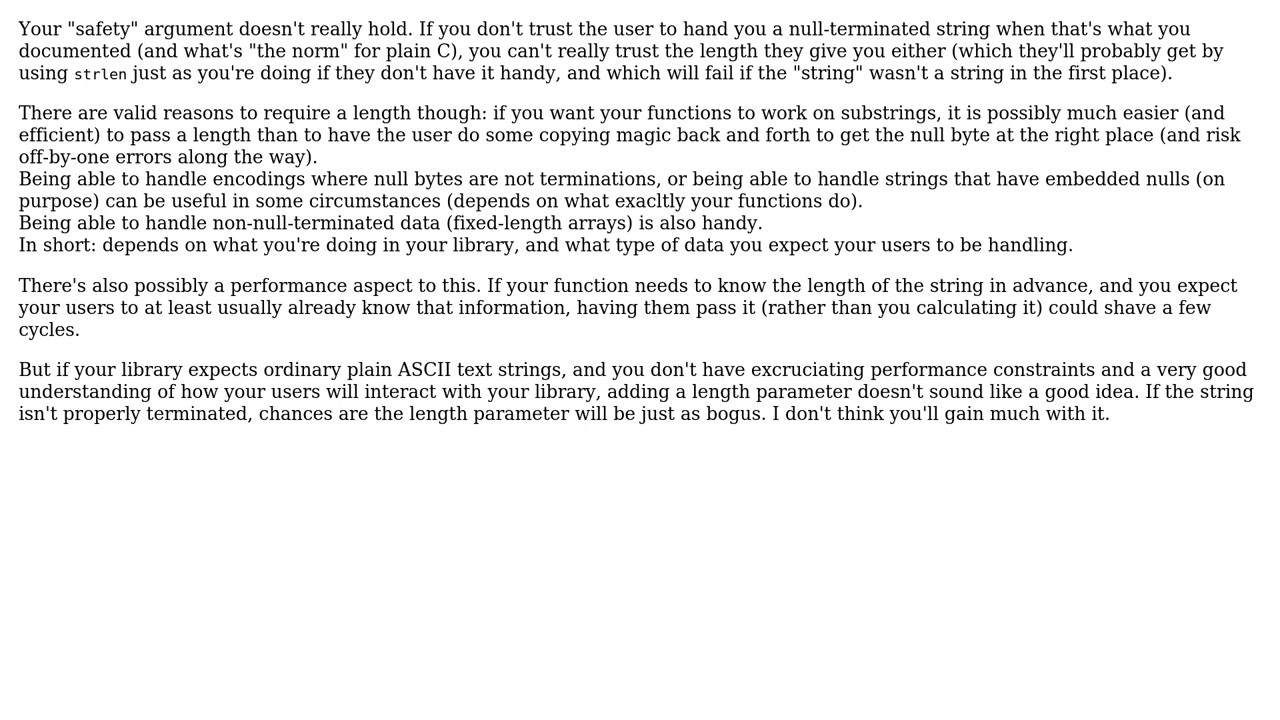 Your "safety" argument doesn't really hold. If you don't trust the user to hand you a null-terminated string when that's what you
documented (and what's "the norm" for plain C), you can't really trust the length they give you either (which they'll probably get by
using strlen just as you're doing if they don't have it handy, and which will fail if the "string" wasn't a string in the first place).
There are valid reasons to require a length though: if you want your functions to work on substrings, it is possibly much easier (and
efficient) to pass a length than to have the user do some copying magic back and forth to get the null byte at the right place (and risk
off-by-one errors along the way).
Being able to handle encodings where null bytes are not terminations, or being able to handle strings that have embedded nulls (on
purpose) can be useful in some circumstances (depends on what exacltly your functions do).
Being able to handle non-null-terminated data (fixed-length arrays) is also handy.
In short: depends on what you're doing in your library, and what type of data you expect your users to be handling.
There's also possibly a performance aspect to this. If your function needs to know the length of the string in advance, and you expect
your users to at least usually already know that information, having them pass it (rather than you calculating it) could shave a few
cycles.
But if your library expects ordinary plain ASCII text strings, and you don't have excruciating performance constraints and a very good
understanding of how your users will interact with your library, adding a length parameter doesn't sound like a good idea. If the string
isn't properly terminated, chances are the length parameter will be just as bogus. I don't think you'll gain much with it.